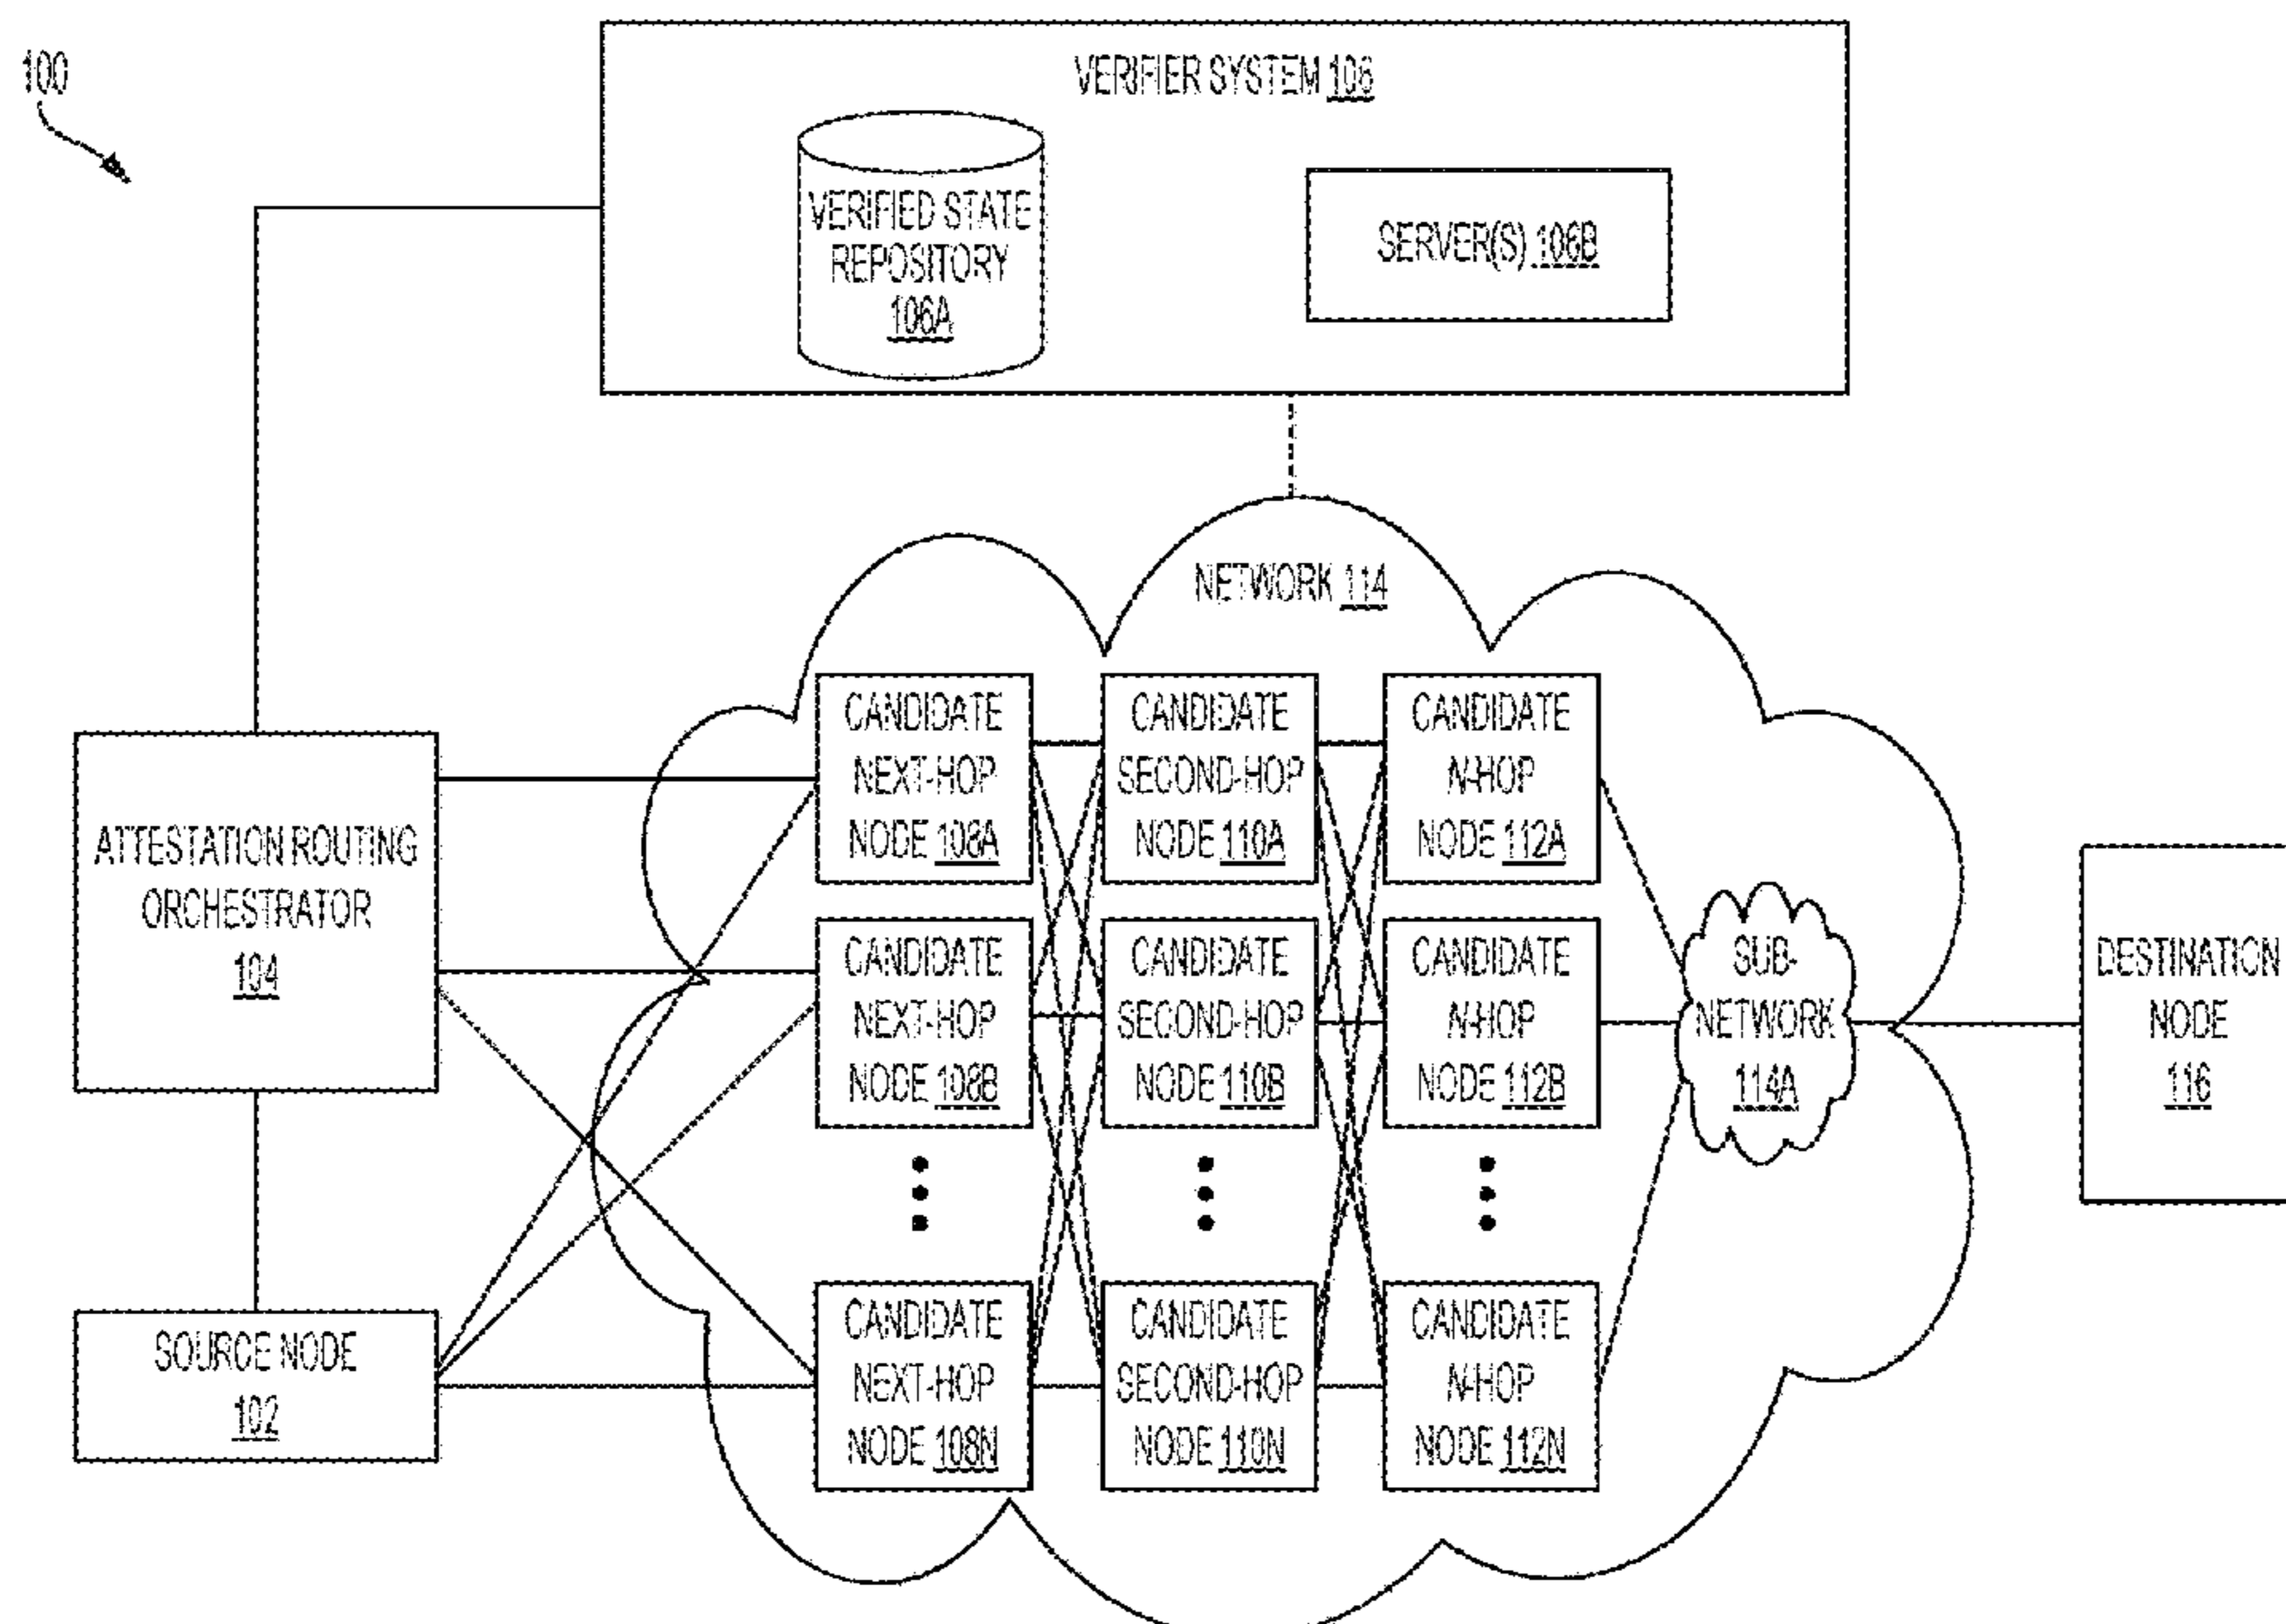 100
VERIFIER SYSTEM 106
VERIFIED STATE
REPOSITORY
106A
SERVER(S) 106B
NETWORK 114
ATTESTATION ROUTING
ORCHESTRATOR
104
SOURCE NODE
102
CANDIDATE
NEXT-HOP
NODE 108A
CANDIDATE
SECOND-HOP
NODE 110A
CANDIDATE
N-HOP
NODE 112A
CANDIDATE
NEXT-HOP
NODE 108B
CANDIDATE
SECOND-HOP
NODE 110B
CANDIDATE
N-HOP
NODE 112B
CANDIDATE
NEXT-HOP
NODE 108N
CANDIDATE
SECOND-HOP
NODE 110N
CANDIDATE
N-HOP
NODE 112N
SUB-
NETWORK
114A
DESTINATION
NODE
116